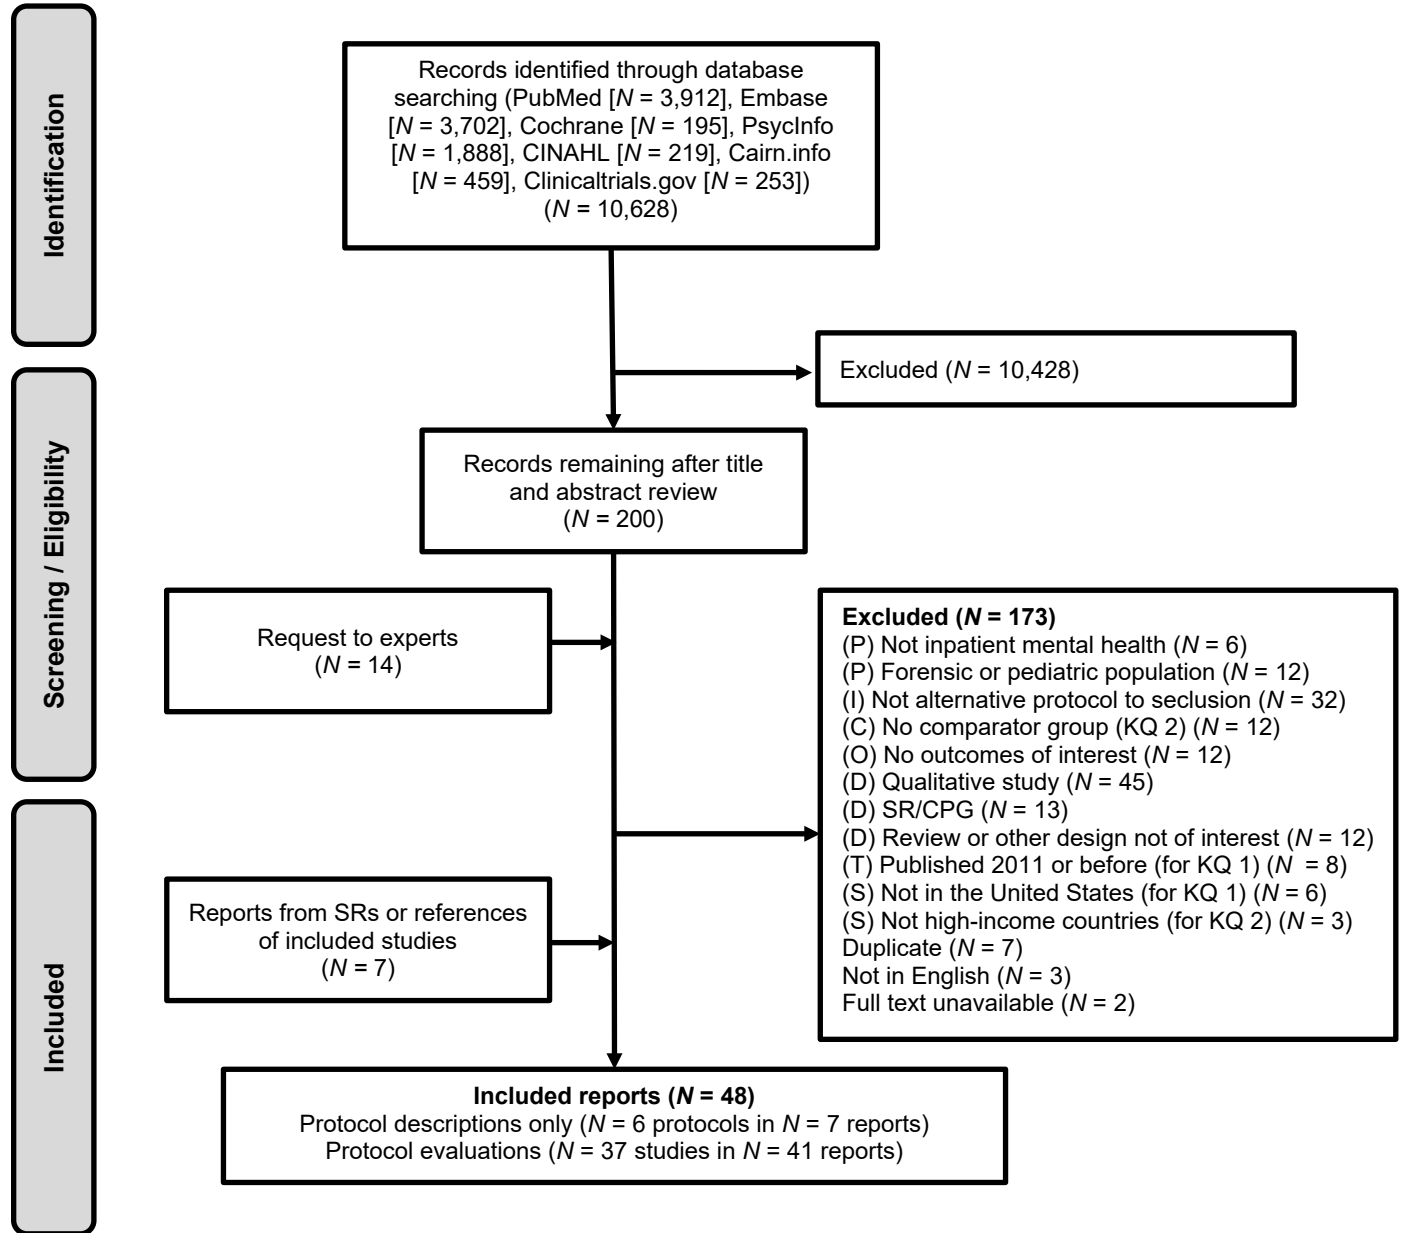 Identification
Records identified through database
searching (PubMed [N = 3,912], Embase
[N = 3,702], Cochrane [N = 195], PsycInfo
[N = 1,888], CINAHL [N = 219], Cairn.info
[N = 459], Clinicaltrials.gov [N = 253])
(N = 10,628)
Excluded (N = 10,428)
Screening / Eligibility
Records remaining after title
and abstract review
(N = 200)
Request to experts
(N = 14)
Excluded (N = 173)
(P) Not inpatient mental health (N = 6)
(P) Forensic or pediatric population (N = 12)
(I) Not alternative protocol to seclusion (N = 32)
(C) No comparator group (KQ 2) (N = 12)
(O) No outcomes of interest (N = 12)
(D) Qualitative study (N = 45)
(D) SR/CPG (N = 13)
(D) Review or other design not of interest (N = 12)
(T) Published 2011 or before (for KQ 1) (N = 8)
(S) Not in the United States (for KQ 1) (N = 6)
(S) Not high-income countries (for KQ 2) (N = 3)
Duplicate (N = 7)
Not in English (N = 3)
Full text unavailable (N = 2)
Included
Reports from SRs or references
of included studies
(N = 7)
Included reports (N = 48)
Protocol descriptions only (N = 6 protocols in N = 7 reports)
Protocol evaluations (N = 37 studies in N = 41 reports)